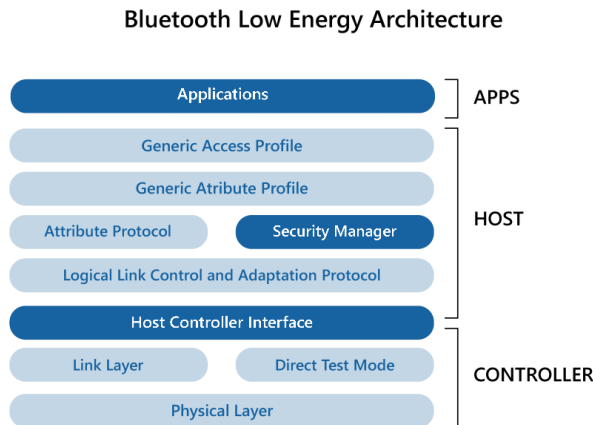 Bluetooth Low Energy Architecture
Applications
APPS
Generic Access Profile
Generic Atribute Profile
Attribute Protocol
Security Manager
HOST
Logical Link Control and Adaptation Protocol
Host Controller Interface
Link Layer
Direct Test Mode
CONTROLLER
Physical Layer